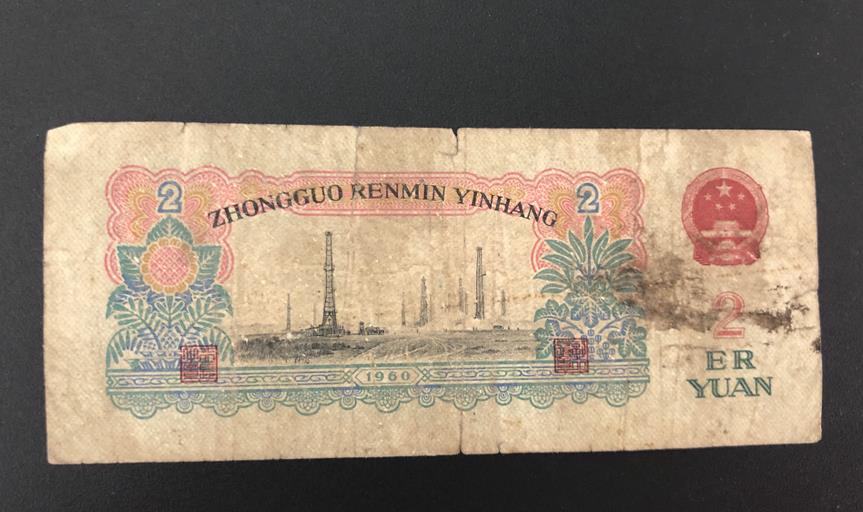 2
ZHONGGUO RENMIN YINHANG
2
1960
2
ER
YUAN